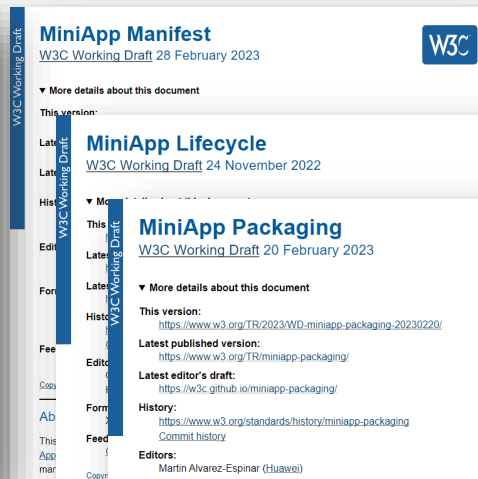 MiniApp Manifest
W3C Working Draft 28 February 2023
W3C
W3C Working Draft
▼ More details about this document
This version:
MiniApp Lifecycle
W3C Working Draft 24 November 2022
W3C Working Draft
This
MiniApp Packaging
W3C Working Draft 20 February 2023
W3C Working Draft
▼ More details about this document
This version:
https://www.w3.org/TR/2023/WD-miniapp-packaging-20230220/
Latest published version:
https://www.w3.org/TR/miniapp-packaging/
Latest editor's draft:
https://w3c.github.io/miniapp-packaging/
History:
https://www.w3.org/standards/history/miniapp-packaging
Commit history
Editors:
Martin Alvarez-Espinar (Huawei)